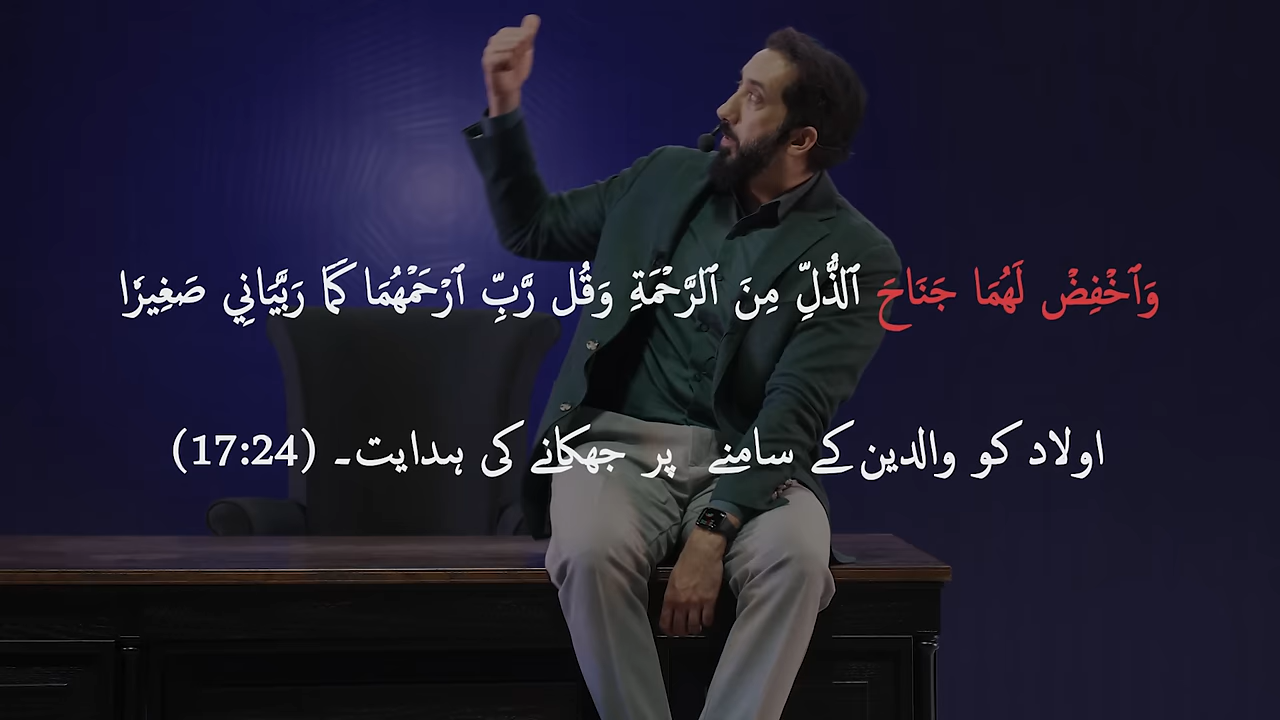 وَٱخْفِضْ لَهُمَا جَنَاحَ ٱلذُّلِّ مِنَ ٱلرَّحْمَةِ وَقُل رَّبِّ ٱرْحَمْهُمَا كَمَا رَبَّيَانِي صَغِيرًا
اولاد کو والدین کے سامنے پر جھکانے کی ہدایت۔ (17:24)